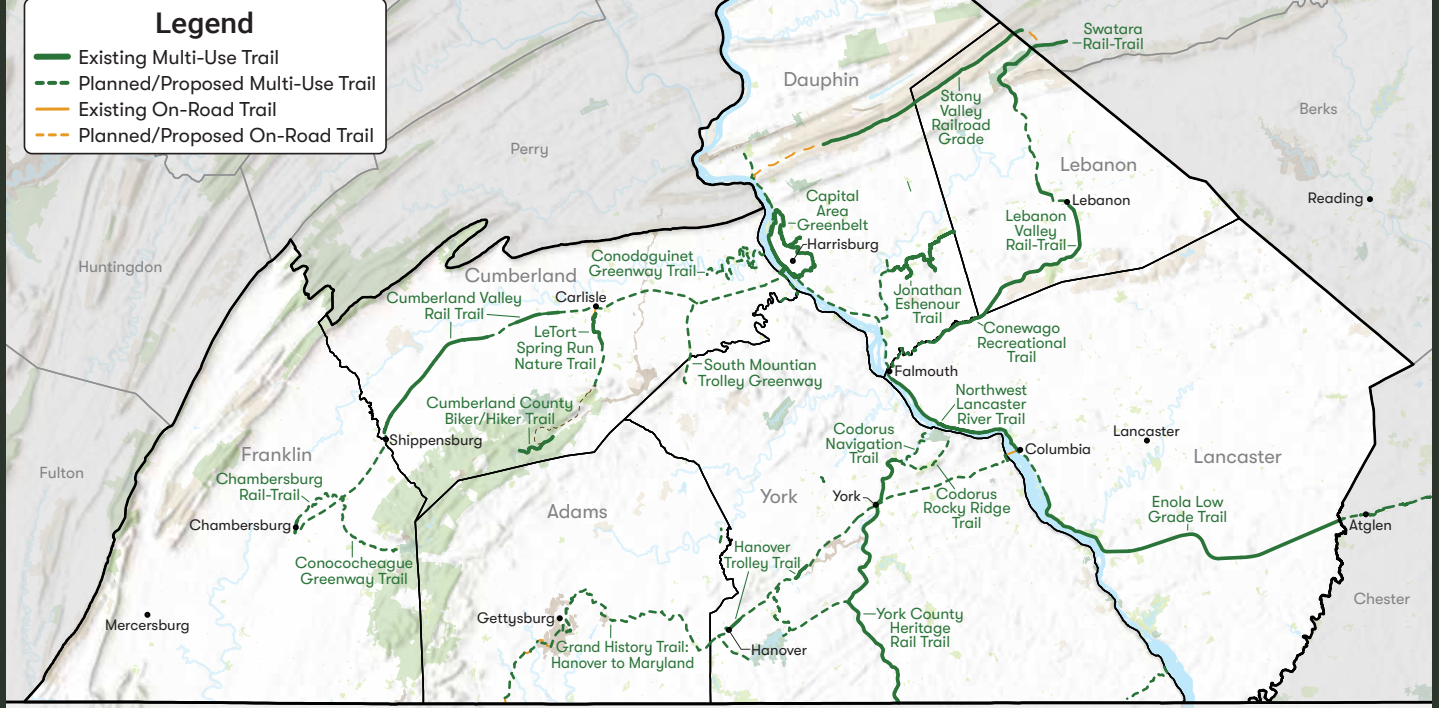 Legend
Existing Multi-Use Trail
Planned/Proposed Multi-Use Trail
Existing On-Road Trail
Planned/Proposed On-Road Trail
Swatara
Rail-Trail
Dauphin
Stony
Valley
Railroad
Grade
Berks
Perry
Lebanon
Reading
Lebanon
Capital
Area
Greenbelt
Harrisburg
Lebanon
Valley
Rail-Trail
Huntingdon
Conodoguinet
Greenway Trail
Cumberland
Cumberland Valley
Rail Trail
Carlisle
Jonathan
Eshenour
Trail
LeTort
Spring Run
Nature Trail
Conewago
Recreational
Trail
South Mountian
Trolley Greenway
Falmouth
Northwest
Lancaster
River Trail
Cumberland County
Biker/Hiker Trail
Shippensburg
Codorus
Navigation
Trail
Lancaster
Columbia
Lancaster
Franklin
Fulton
Chambersburg
Rail-Trail
Chambersburg
York
York
Codorus
Rocky Ridge
Trail
Enola Low
Grade Trail
Atglen
Adams
Hanover
Trolley Trail
Conococheague
Greenway Trail
Chester
Mercersburg
Gettysburg
York County
Heritage
Rail Trail
Grand History Trail:
Hanover to Maryland
Hanover